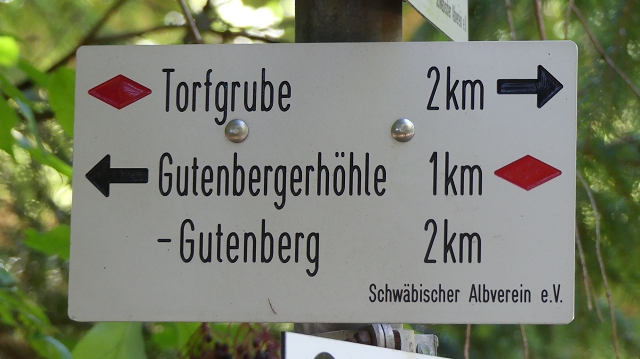 Torfgrube 2km
Gutenbergerhöhle 1km
-Gutenberg 2km
Schwäbischer Albverein e.V.